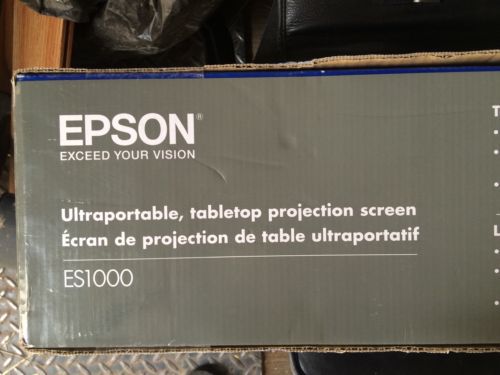 EPSON®
EXCEED YOUR VISION
Ultraportable, tabletop projection screen
Écran de projection de table ultraportatif
ES1000